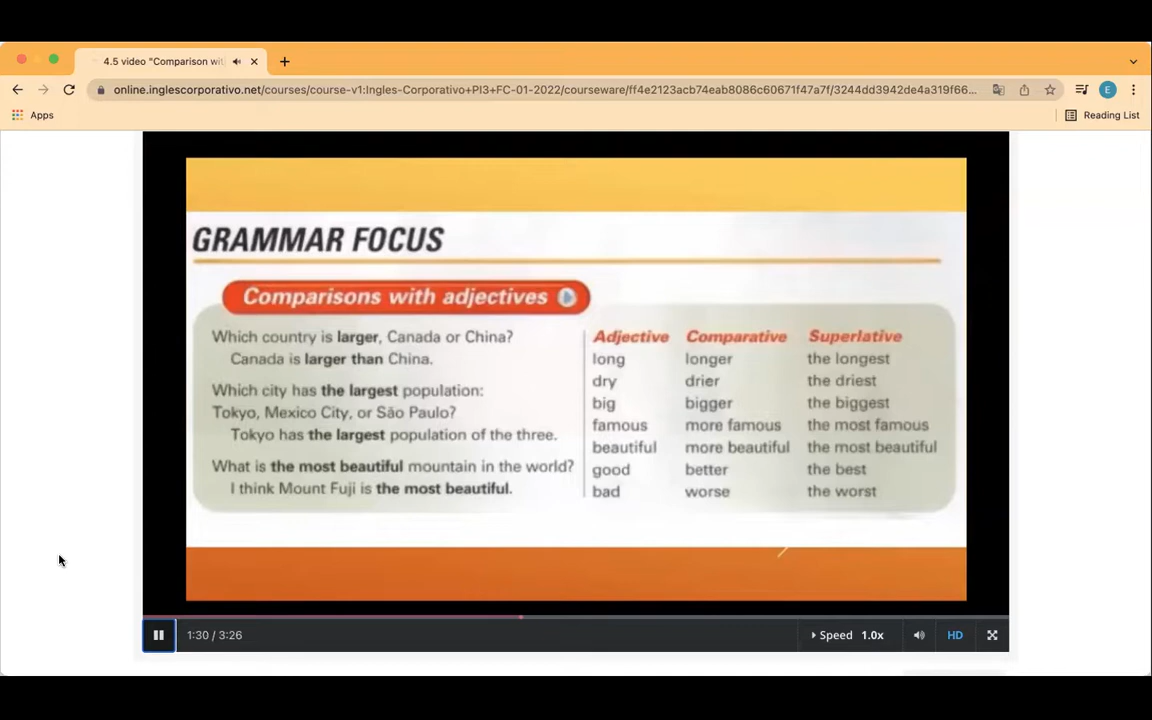 4.5 video "Comparison wit
online.inglescorporativo.net/courses/course-v1:Ingles-Corporativo+PI3+FC-01-2022/courseware/ff4e2123acb74eab8086c60671f47a7f/3244dd3942de4a319f66...
E
Apps
Reading List
GRAMMAR FOCUS
Comparisons with adjectives
Which country is larger, Canada or China?
Canada is larger than China.
Which city has the largest population:
Tokyo, Mexico City, or São Paulo?
Tokyo has the largest population of the three.
What is the most beautiful mountain in the world?
I think Mount Fuji is the most beautiful.
Adjective Comparative Superlative
long longer the longest
dry drier the driest
big bigger the biggest
famous more famous the most famous
beautiful more beautiful the most beautiful
good better the best
bad worse the worst
1:30 / 3:26
Speed 1.0x
HD